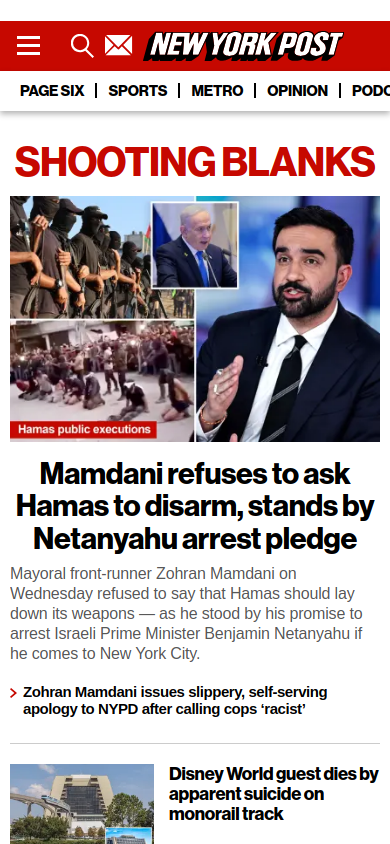 NEW YORK POST
PAGE SIX
SPORTS
METRO
OPINION
PODC
SHOOTING BLANKS
Hamas public executions
Mamdani refuses to ask
Hamas to disarm, stands by
Netanyahu arrest pledge
Mayoral front-runner Zohran Mamdani on
Wednesday refused to say that Hamas should lay
down its weapons — as he stood by his promise to
arrest Israeli Prime Minister Benjamin Netanyahu if
he comes to New York City.
Zohran Mamdani issues slippery, self-serving
apology to NYPD after calling cops ‘racist’
Disney World guest dies by
apparent suicide on
monorail track